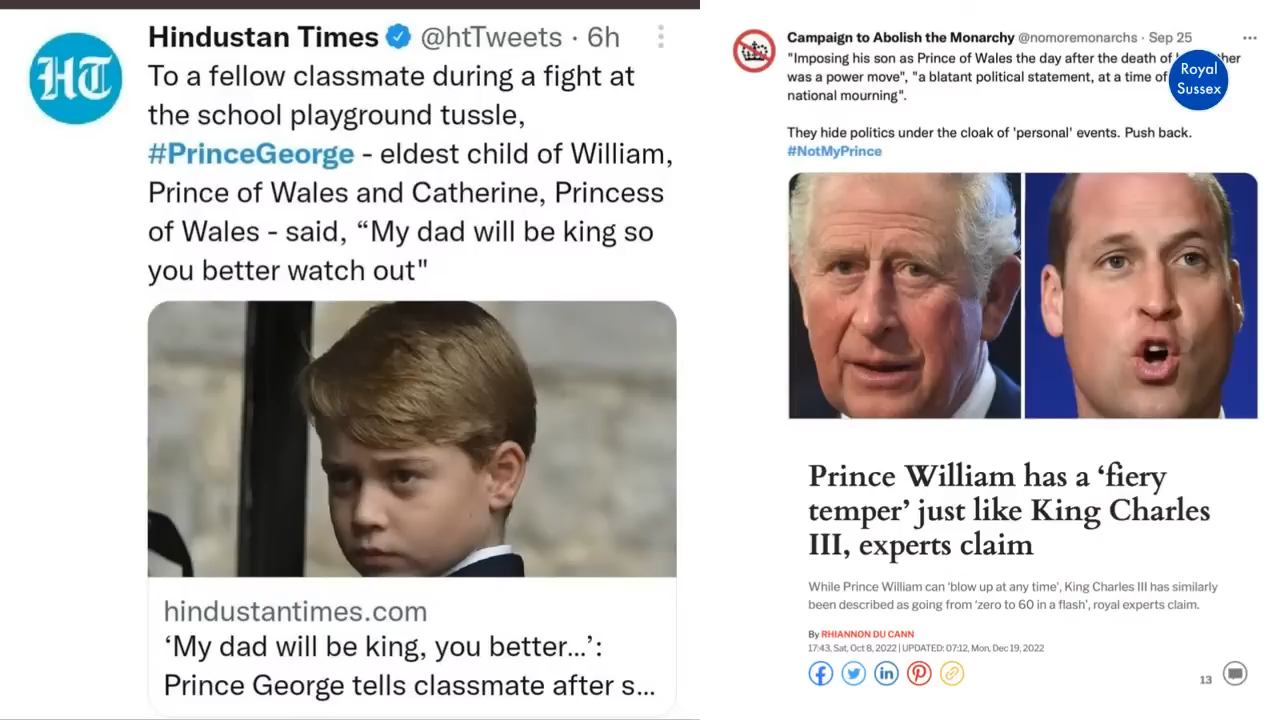 HT
Hindustan Times @htTweets · 6h
To a fellow classmate during a fight at
the school playground tussle,
#PrinceGeorge - eldest child of William,
Prince of Wales and Catherine, Princess
of Wales - said, “My dad will be king so
you better watch out"
hindustantimes.com
‘My dad will be king, you better...’:
Prince George tells classmate after s...
Campaign to Abolish the Monarchy @nomoremonarchs · Sep 25
"Imposing his son as Prince of Wales the day after the death of
was a power move", "a blatant political statement, at a time of
national mourning".
Royal
Sussex
They hide politics under the cloak of 'personal' events. Push back.
#NotMyPrince
Prince William has a ‘fiery
temper’ just like King Charles
III, experts claim
While Prince William can ‘blow up at any time’, King Charles III has similarly
been described as going from ‘zero to 60 in a flash’, royal experts claim.
By RHIANNON DU CANN
17:43, Sat, Oct 8, 2022 | UPDATED: 07:12, Mon, Dec 19, 2022
13